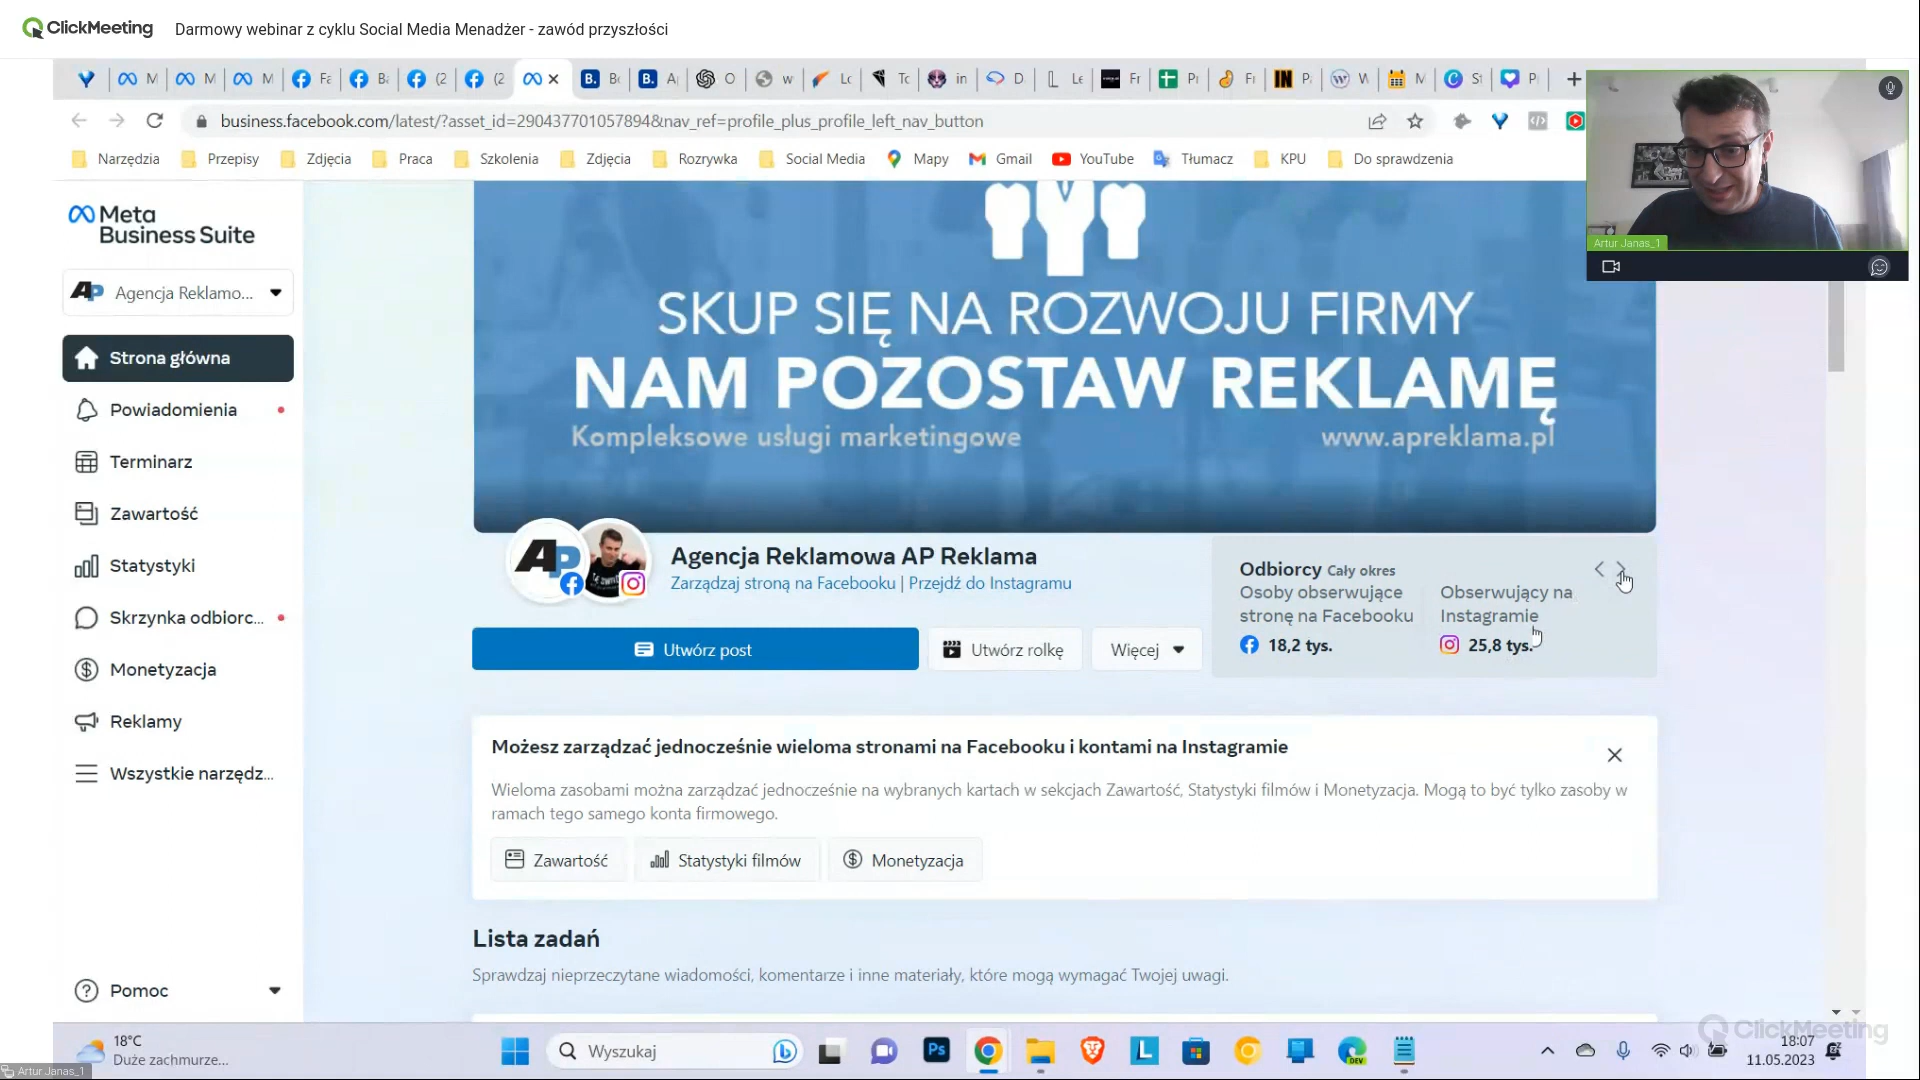 ClickMeeting
Darmowy webinar z cyklu Social Media Menadżer - zawód przyszłości
business.facebook.com/latest/?asset_id=290437701057894&nav_ref=profile_plus_profile_left_nav_button
Narzędzia Przepisy Zdjęcia Praca Szkolenia Zdjęcia Rozrywka Social Media Mapy Gmail YouTube Tłumacz KPU Do sprawdzenia
Artur Janas_1
Meta
Business Suite
Agencja Reklamo...
Strona główna
Powiadomienia
Terminarz
Zawartość
Statystyki
Skrzynka odbiorc...
Monetyzacja
Reklamy
Wszystkie narzędz...
Pomoc
SKUP SIĘ NA ROZWOJU FIRMY
NAM POZOSTAW REKLAMĘ
Kompleksowe usługi marketingowe
www.apreklama.pl
Agencja Reklamowa AP Reklama
Zarządzaj stroną na Facebooku | Przejdź do Instagramu
Utwórz post
Utwórz rolkę
Więcej
Odbiorcy Cały okres
Osoby obserwujące
stronę na Facebooku
18,2 tys.
Obserwujący na
Instagramie
25,8 tys.
Możesz zarządzać jednocześnie wieloma stronami na Facebooku i kontami na Instagramie
Wieloma zasobami można zarządzać jednocześnie na wybranych kartach w sekcjach Zawartość, Statystyki filmów i Monetyzacja. Mogą to być tylko zasoby w
ramach tego samego konta firmowego.
Zawartość
Statystyki filmów
Monetyzacja
Lista zadań
Sprawdzaj nieprzeczytane wiadomości, komentarze i inne materiały, które mogą wymagać Twojej uwagi.
ClickMeeting
18°C
Duże zachmurze...
Wyszukaj
18:07
11.05.2023
Artur Janas_1